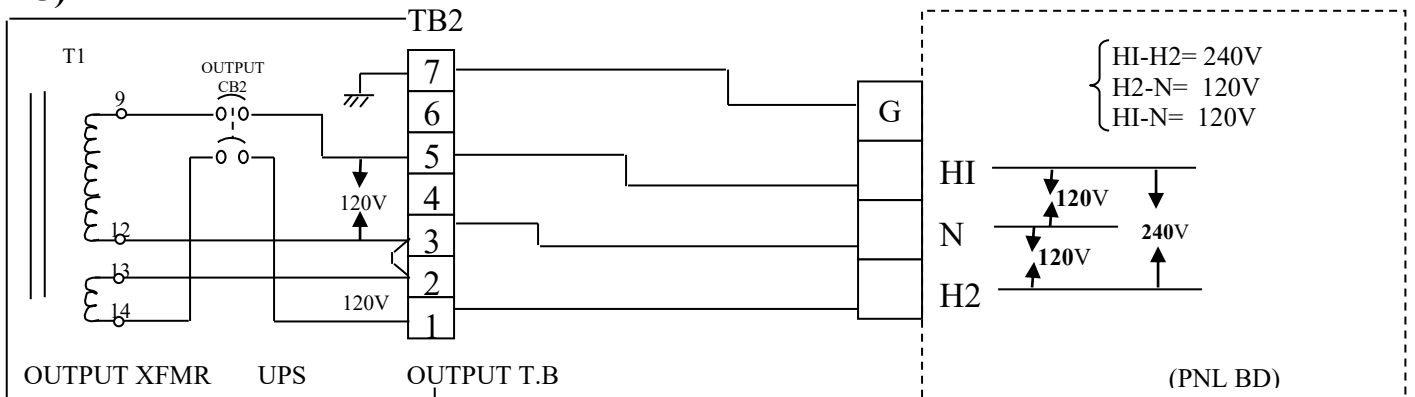 TB2
T1
OUTPUT
CB2
9
12
13
14
120V
120V
7
6
5
4
3
2
1
G
HI-H2= 240V
H2-N= 120V
HI-N= 120V
HI
N
H2
120V
120V
240V
OUTPUT XFMR UPS OUTPUT T.B (PNL BD)